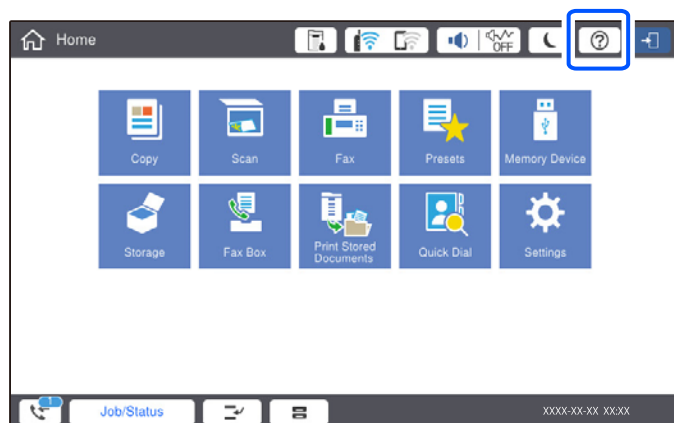 Home
OFF
?
Copy
Scan
Fax
Presets
Memory Device
Storage
Fax Box
Print Stored
Documents
Quick Dial
Settings
1
Job/Status
XXXX-XX-XX XX:XX